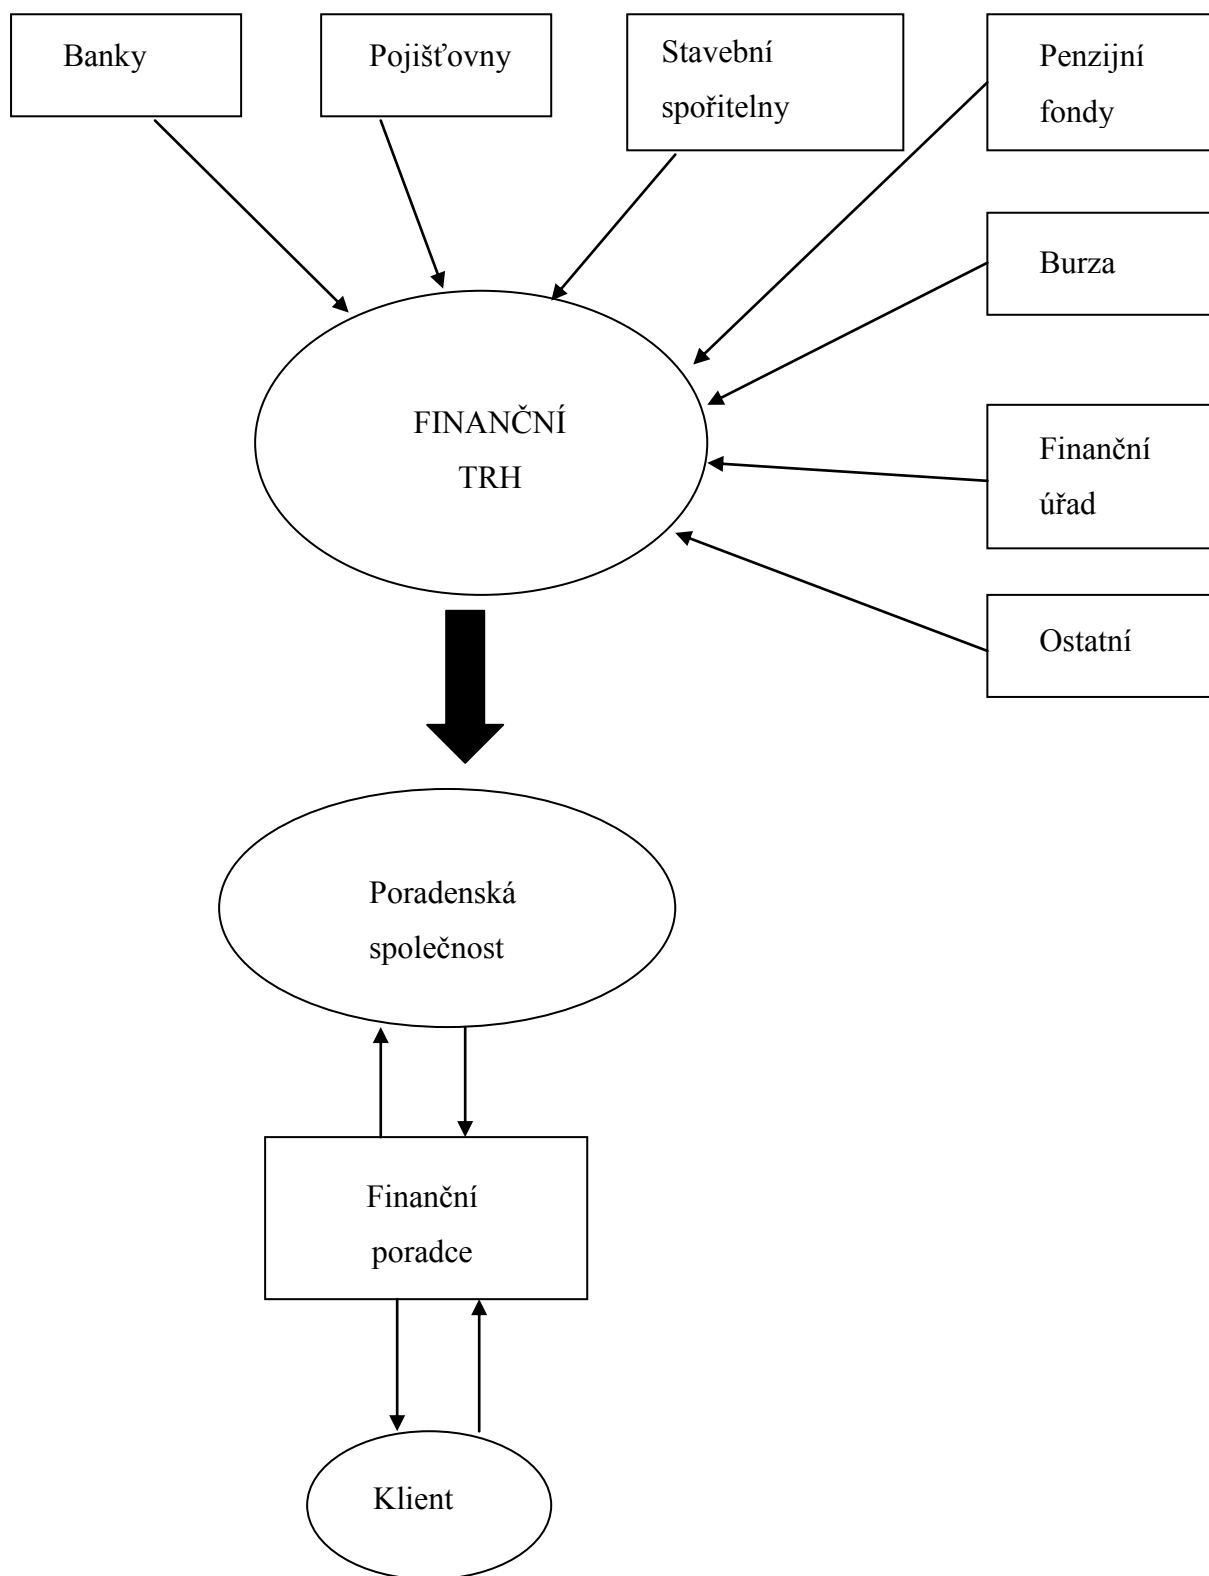 Banky
Pojišťovny
Stavební
spořitelny
Penzijní
fondy
Burza
FINANČNÍ
TRH
Finanční
úřad
Ostatní
Poradenská
společnost
Finanční
poradce
Klient